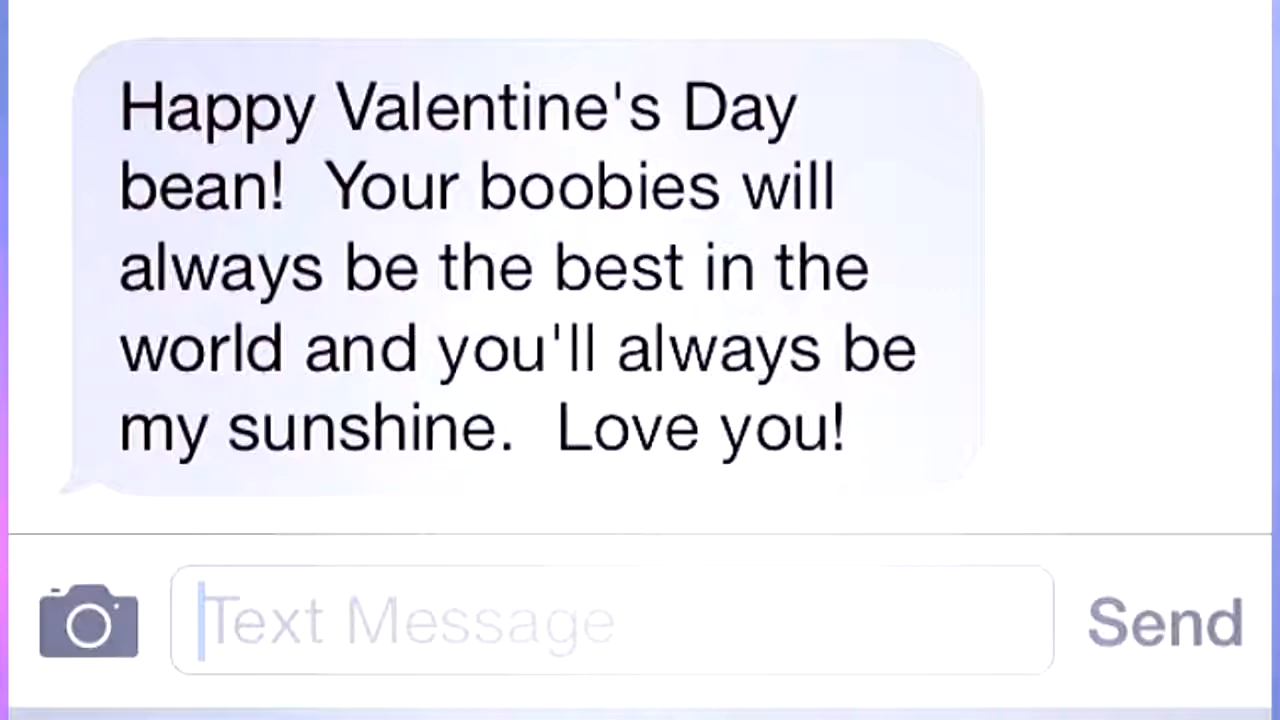 Happy Valentine's Day
bean!  Your boobies will
always be the best in the
world and you'll always be
my sunshine.  Love you!
Text Message
Send